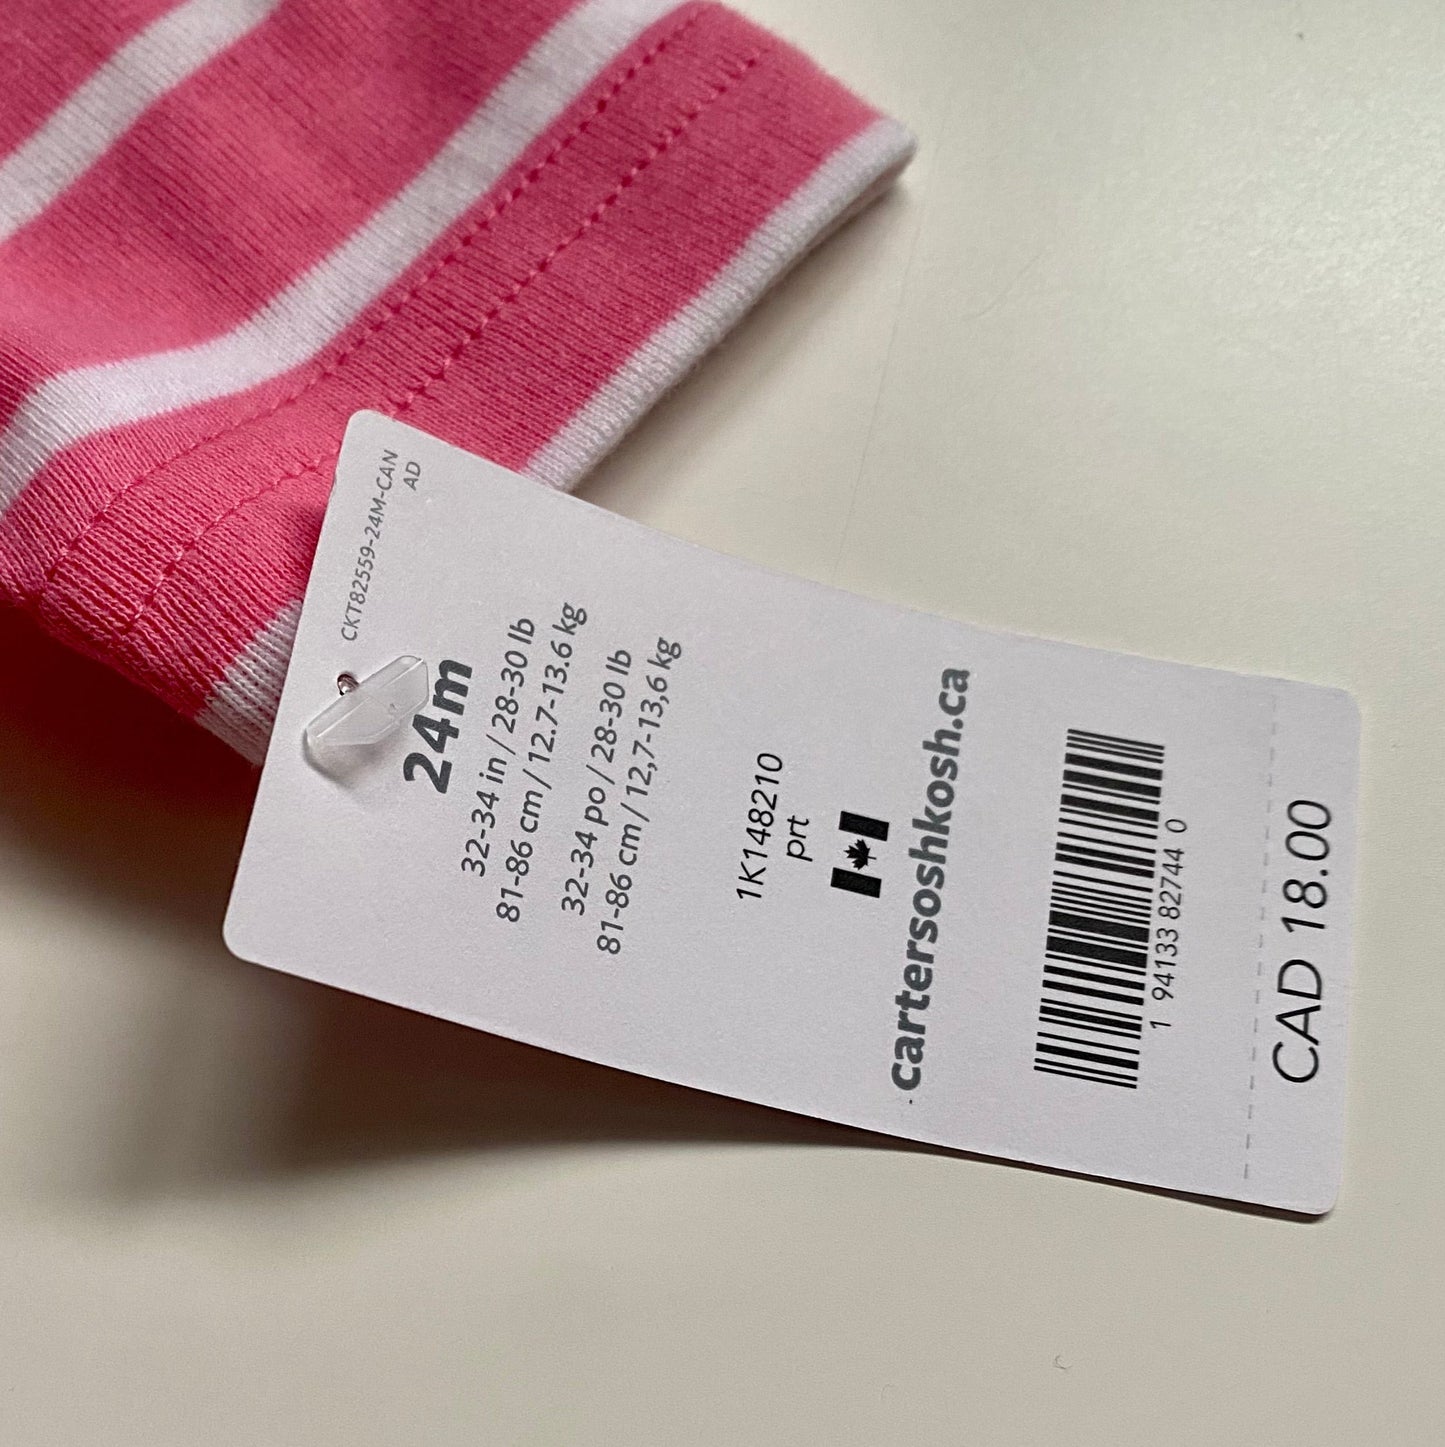 CKT82559-24M-CAN
AD
24m
32-34 in / 28-30 lb
81-86 cm / 12.7-13.6 kg
32-34 po / 28-30 lb
81-86 cm / 12,7-13,6 kg
1K148210
prt
cartersoshkosh.ca
1 94133 82744 0
CAD 18.00